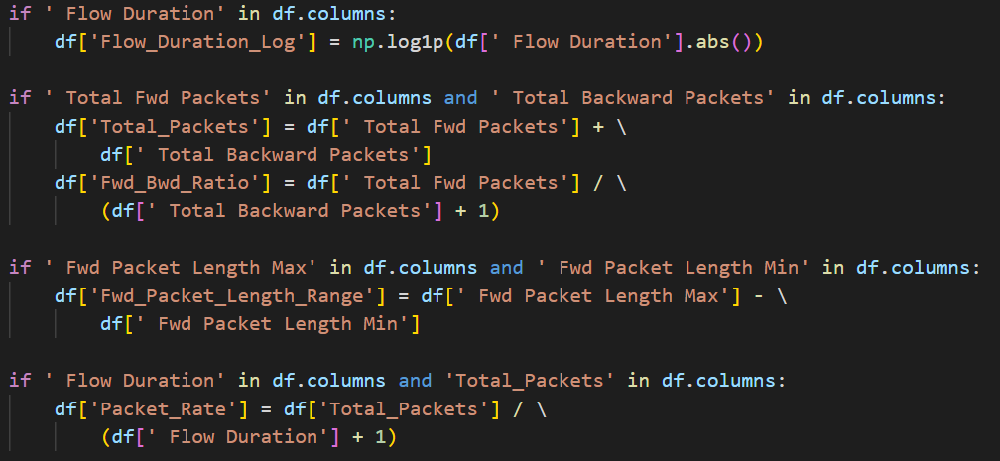 if ' Flow Duration' in df.columns:
    df['Flow_Duration_Log'] = np.log1p(df[' Flow Duration'].abs())

if ' Total Fwd Packets' in df.columns and ' Total Backward Packets' in df.columns:
    df['Total_Packets'] = df[' Total Fwd Packets'] + \
        df[' Total Backward Packets']
    df['Fwd_Bwd_Ratio'] = df[' Total Fwd Packets'] / \
        (df[' Total Backward Packets'] + 1)

if ' Fwd Packet Length Max' in df.columns and ' Fwd Packet Length Min' in df.columns:
    df['Fwd_Packet_Length_Range'] = df[' Fwd Packet Length Max'] - \
        df[' Fwd Packet Length Min']

if ' Flow Duration' in df.columns and 'Total_Packets' in df.columns:
    df['Packet_Rate'] = df['Total_Packets'] / \
        (df[' Flow Duration'] + 1)